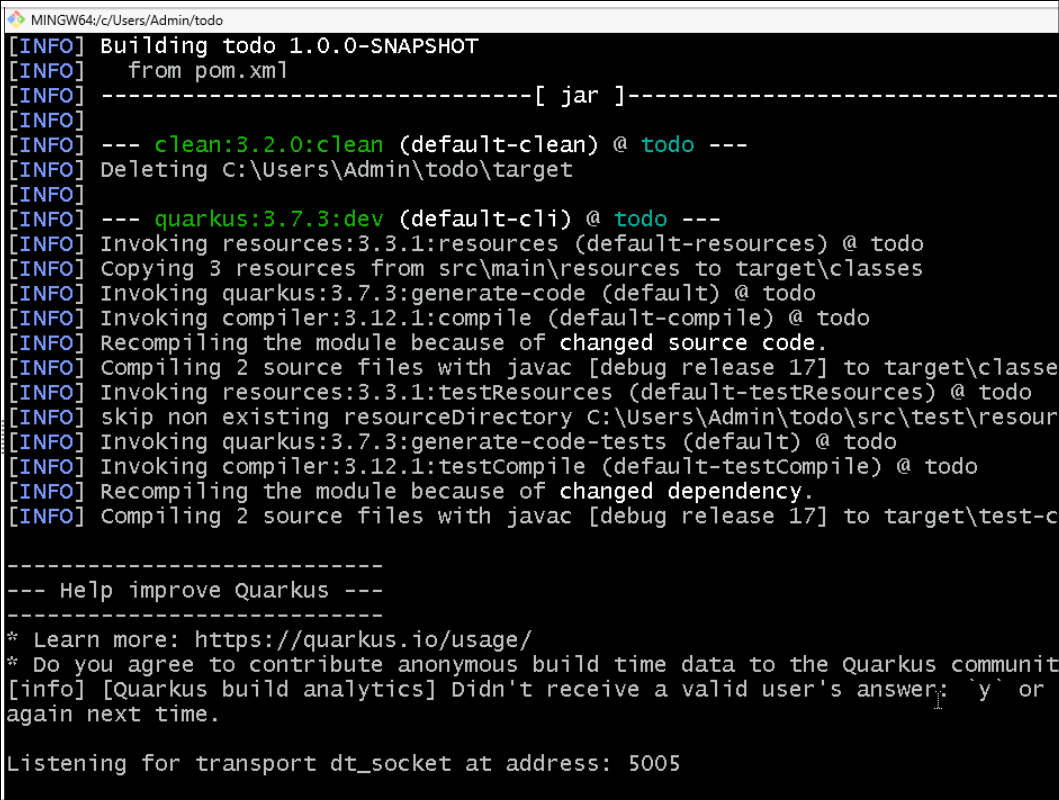 MINGW64:/c/Users/Admin/todo
[INFO] Building todo 1.0.0-SNAPSHOT
[INFO]   from pom.xml
[INFO] --------------------------------[ jar ]--------------------------------
[INFO]
[INFO] --- clean:3.2.0:clean (default-clean) @ todo ---
[INFO] Deleting C:\Users\Admin\todo\target
[INFO]
[INFO] --- quarkus:3.7.3:dev (default-cli) @ todo ---
[INFO] Invoking resources:3.3.1:resources (default-resources) @ todo
[INFO] Copying 3 resources from src\main\resources to target\classes
[INFO] Invoking quarkus:3.7.3:generate-code (default) @ todo
[INFO] Invoking compiler:3.12.1:compile (default-compile) @ todo
[INFO] Recompiling the module because of changed source code.
[INFO] Compiling 2 source files with javac [debug release 17] to target\classe
[INFO] Invoking resources:3.3.1:testResources (default-testResources) @ todo
[INFO] skip non existing resourceDirectory C:\Users\Admin\todo\src\test\resour
[INFO] Invoking quarkus:3.7.3:generate-code-tests (default) @ todo
[INFO] Invoking compiler:3.12.1:testCompile (default-testCompile) @ todo
[INFO] Recompiling the module because of changed dependency.
[INFO] Compiling 2 source files with javac [debug release 17] to target\test-c
----------------------------
--- Help improve Quarkus ---
----------------------------
* Learn more: https://quarkus.io/usage/
* Do you agree to contribute anonymous build time data to the Quarkus communit
[info] [Quarkus build analytics] Didn't receive a valid user's answer: `y` or
again next time.
Listening for transport dt_socket at address: 5005